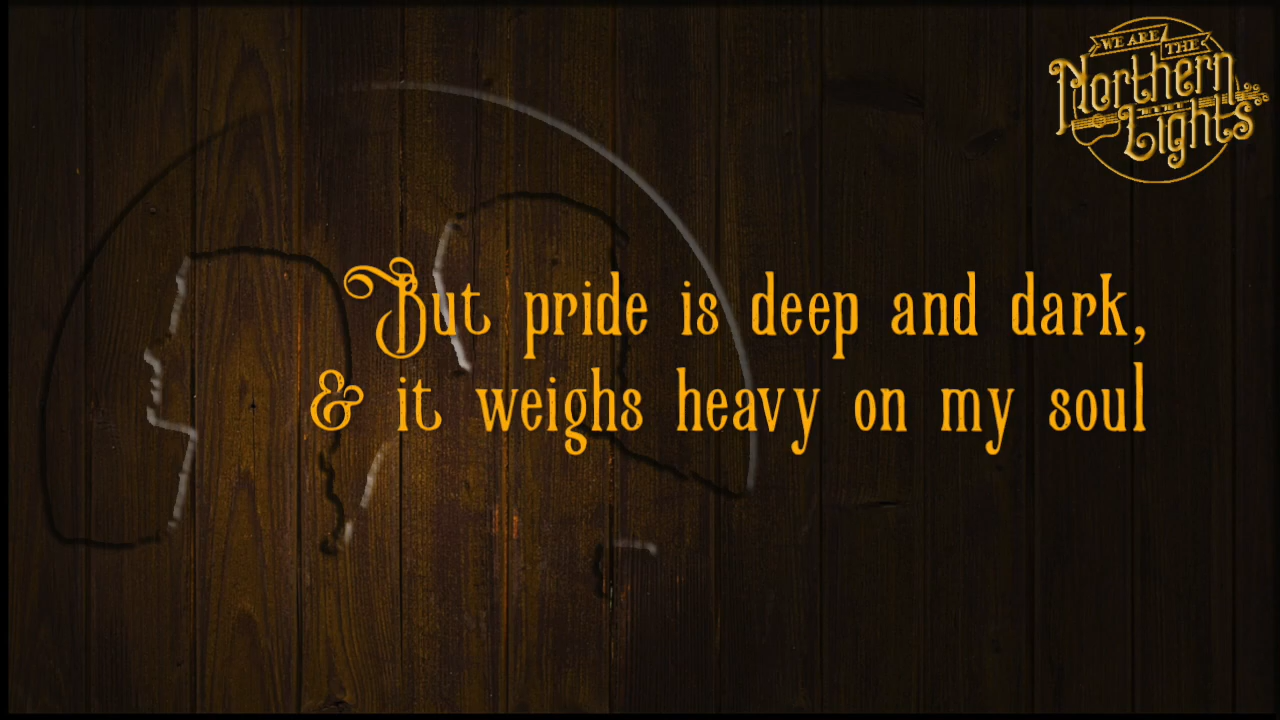 WE ARE THE
Northern
Lights
But pride is deep and dark,
& it weighs heavy on my soul